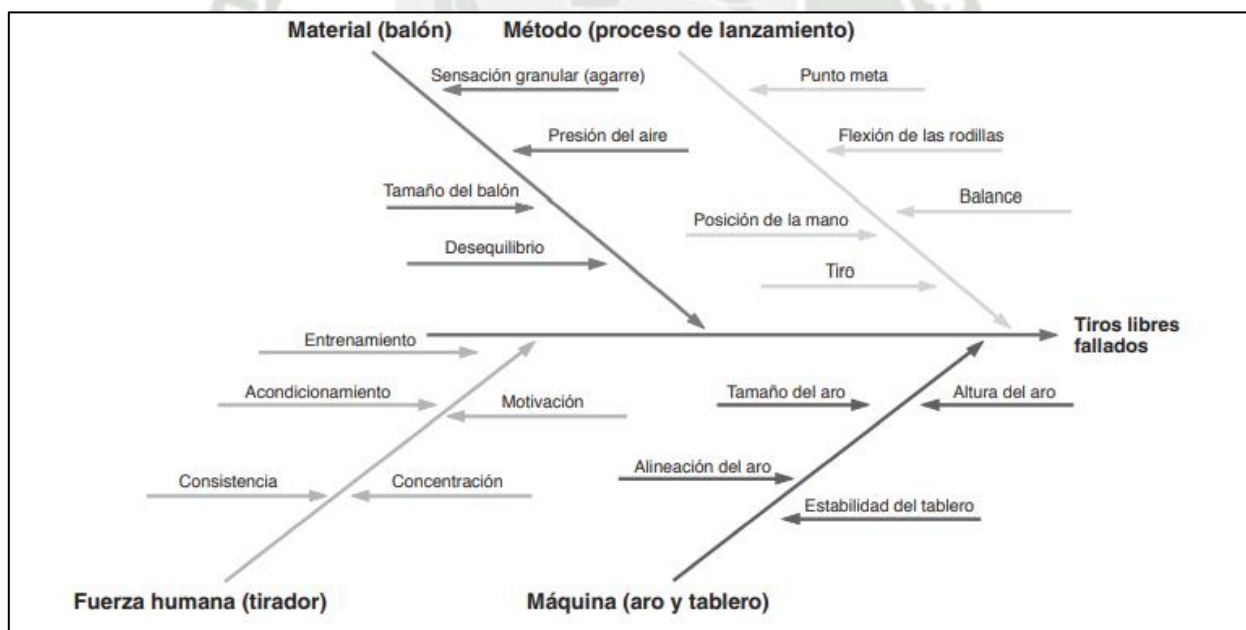 Material (balón)
Método (proceso de lanzamiento)
Sensación granular (agarre)
Punto meta
Presión del aire
Flexión de las rodillas
Tamaño del balón
Balance
Posición de la mano
Desequilibrio
Tiro
Tiros libres
fallados
Entrenamiento
Acondicionamiento
Motivación
Tamaño del aro
Altura del aro
Alineación del aro
Consistencia
Concentración
Estabilidad del tablero
Fuerza humana (tirador)
Máquina (aro y tablero)